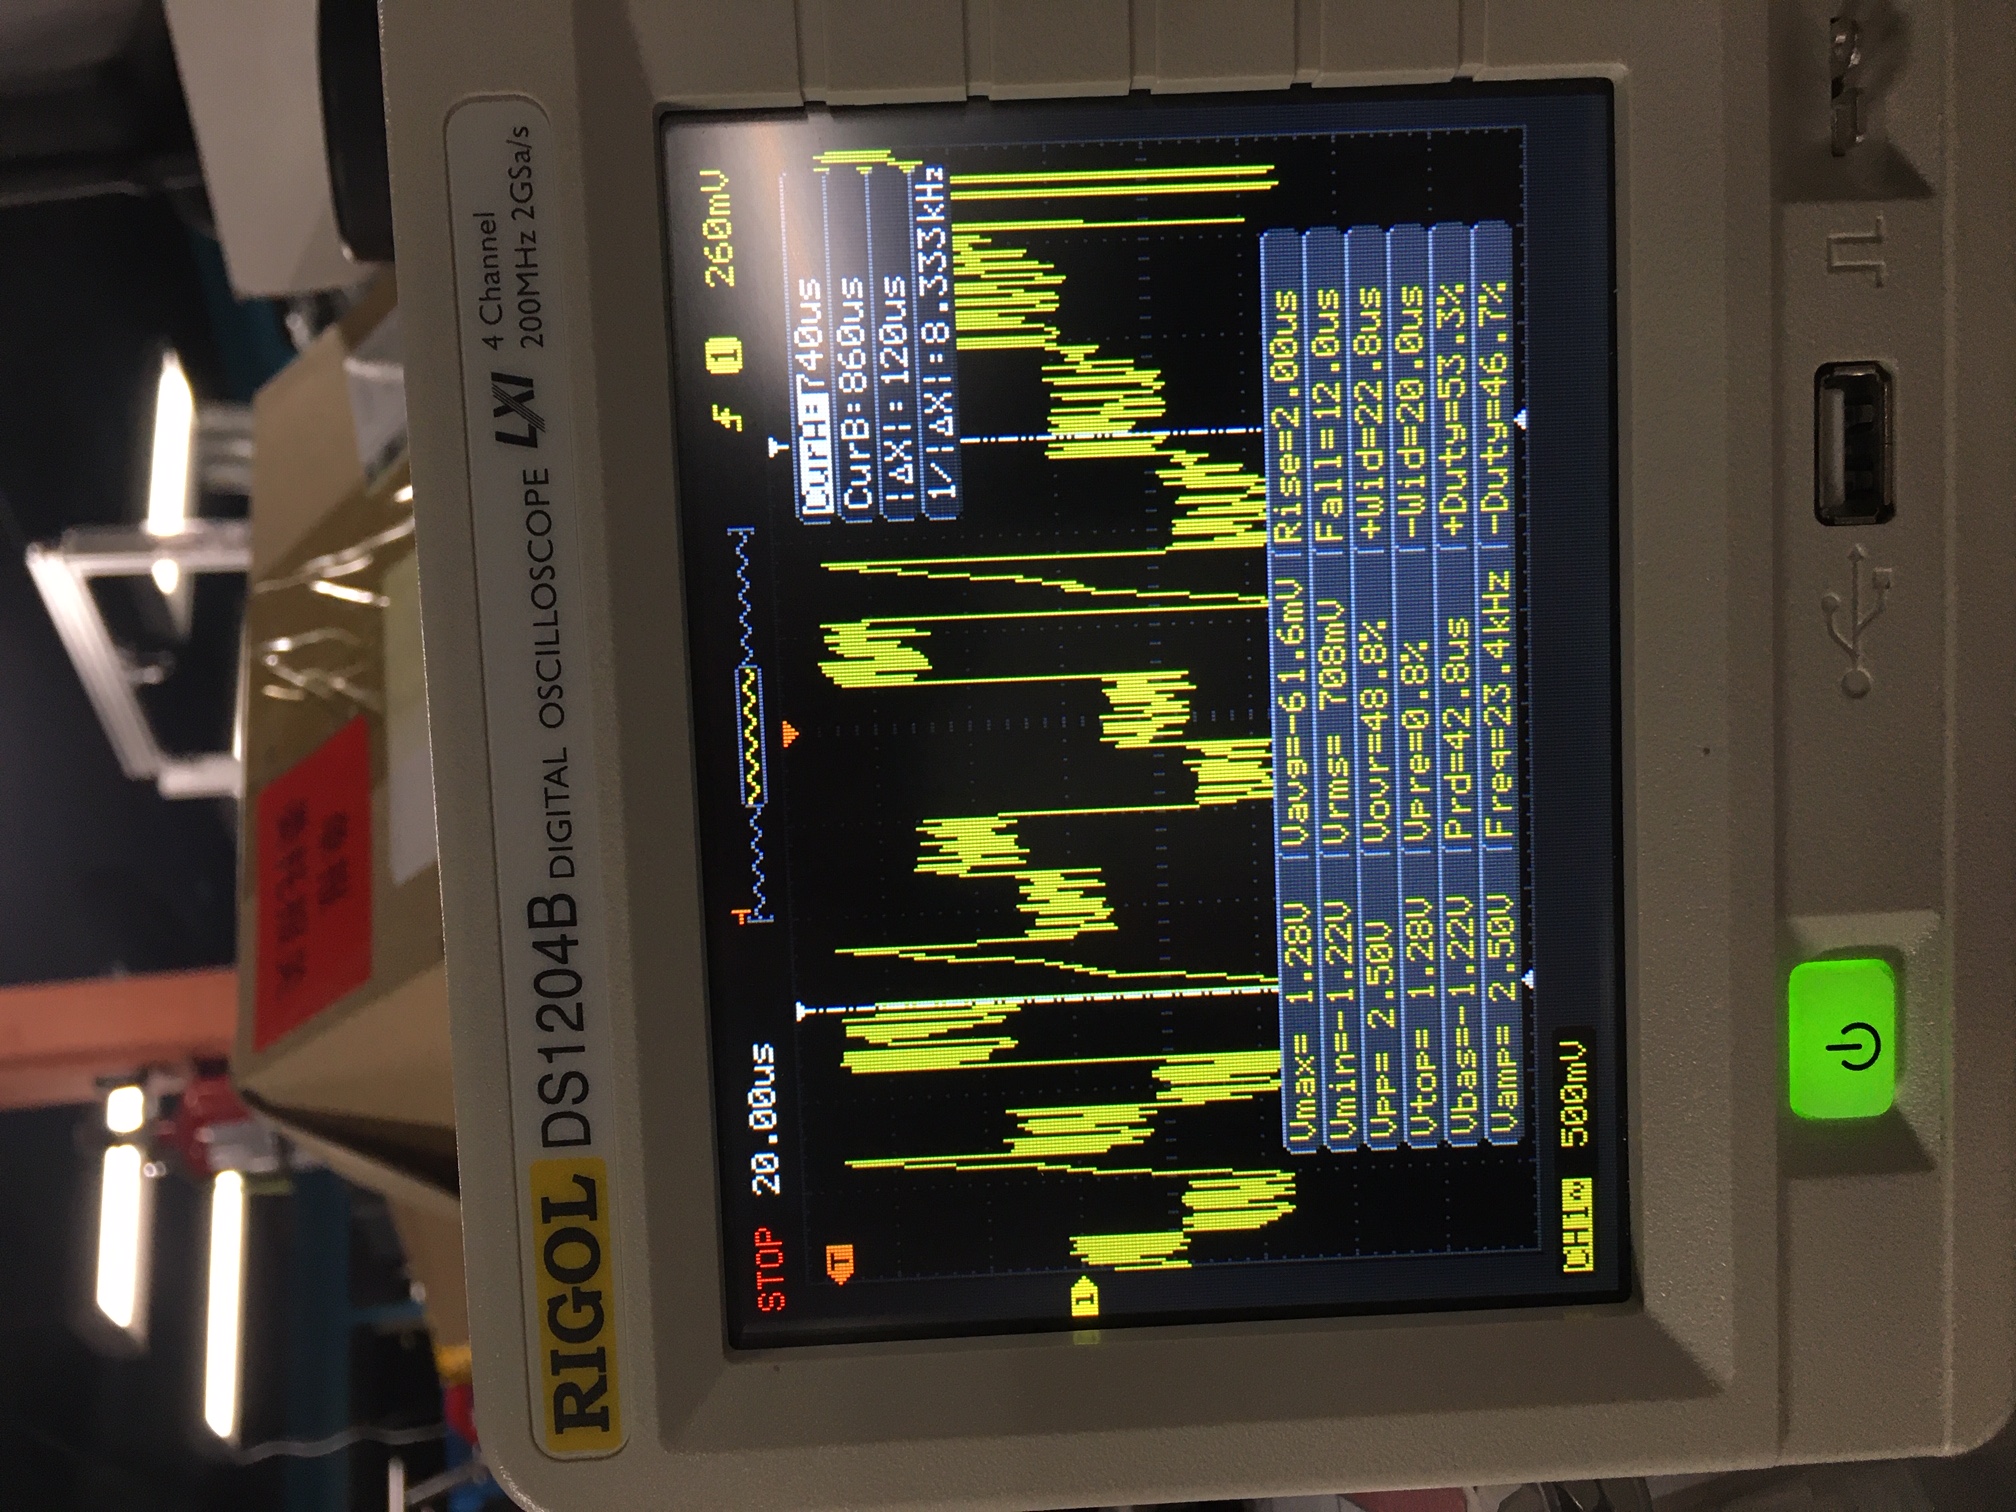 RIGOL DS1204B DIGITAL OSCILLOSCOPE LXI
4 Channel
200MHz 2GSa/s
STOP 20.00us
1 260mV
T
T
T
CurA:740us
CurB:860us
|ΔX|:120us
1/|ΔX|:8.333kHz
1
Vmax= 1.28V Vavg=-61.6mV Rise=2.00us
Vmin=-1.22V Vrms= 708mV Fall=12.0us
Vpp= 2.50V Vovr=48.8% +Wid=22.8us
Vtop= 1.28V Vpre=0.8% -Wid=20.0us
Vbas=-1.22V Prd=42.8us +Duty=53.3%
Vamp= 2.50V Freq=23.4kHz -Duty=46.7%
CH1~ 500mV